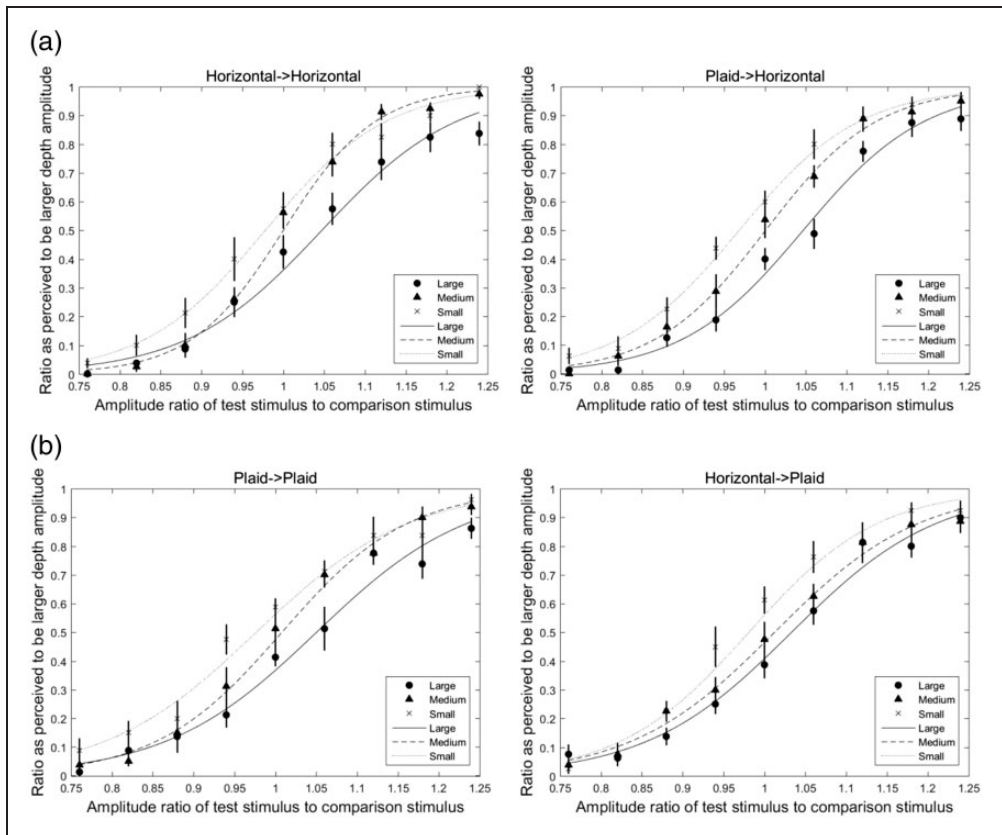 (a)
Horizontal->Horizontal
Ratio as perceived to be larger depth amplitude
1
0.9
0.8
0.7
0.6
0.5
0.4
0.3
0.2
0.1
0
0.76 0.8 0.85 0.9 0.95 1 1.05 1.1 1.15 1.2 1.25
Amplitude ratio of test stimulus to comparison stimulus
Large
Medium
Small
Large
Medium
Small
Plaid->Horizontal
Ratio as perceived to be larger depth amplitude
1
0.9
0.8
0.7
0.6
0.5
0.4
0.3
0.2
0.1
0
0.75 0.8 0.85 0.9 0.95 1 1.05 1.1 1.15 1.2 1.25
Amplitude ratio of test stimulus to comparison stimulus
Large
Medium
Small
Large
Medium
Small
(b)
Plaid->Plaid
Ratio as perceived to be larger depth amplitude
1
0.9
0.8
0.7
0.6
0.5
0.4
0.3
0.2
0.1
0
0.75 0.8 0.85 0.9 0.95 1 1.05 1.1 1.15 1.2 1.25
Amplitude ratio of test stimulus to comparison stimulus
Large
Medium
Small
Large
Medium
Small
Horizontal->Plaid
Ratio as perceived to be larger depth amplitude
1
0.9
0.8
0.7
0.6
0.5
0.4
0.3
0.2
0.1
0
0.75 0.8 0.85 0.9 0.95 1 1.05 1.1 1.15 1.2 1.25
Amplitude ratio of test stimulus to comparison stimulus
Large
Medium
Small
Large
Medium
Small